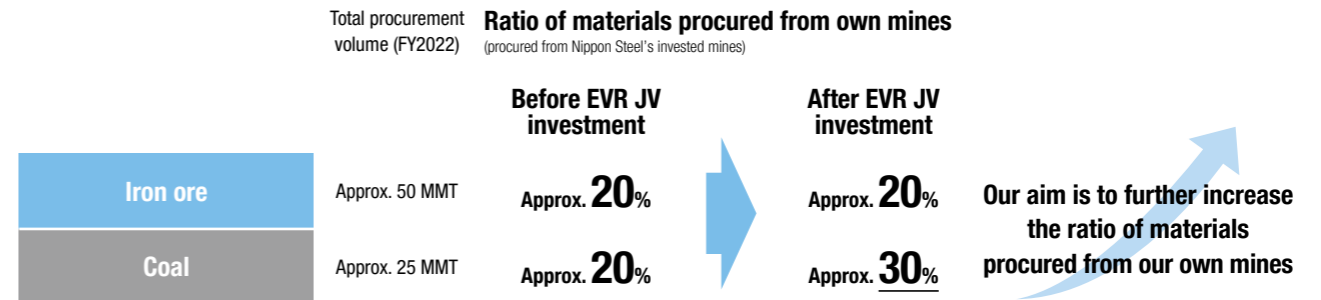 Total procurement
volume (FY2022)
Ratio of materials procured from own mines
(procured from Nippon Steel's invested mines)
Before EVR JV
investment
After EVR JV
investment
Iron ore
Approx. 50 MMT
Approx. 20%
Approx. 20%
Coal
Approx. 25 MMT
Approx. 20%
Approx. 30%
Our aim is to further increase
the ratio of materials
procured from our own mines